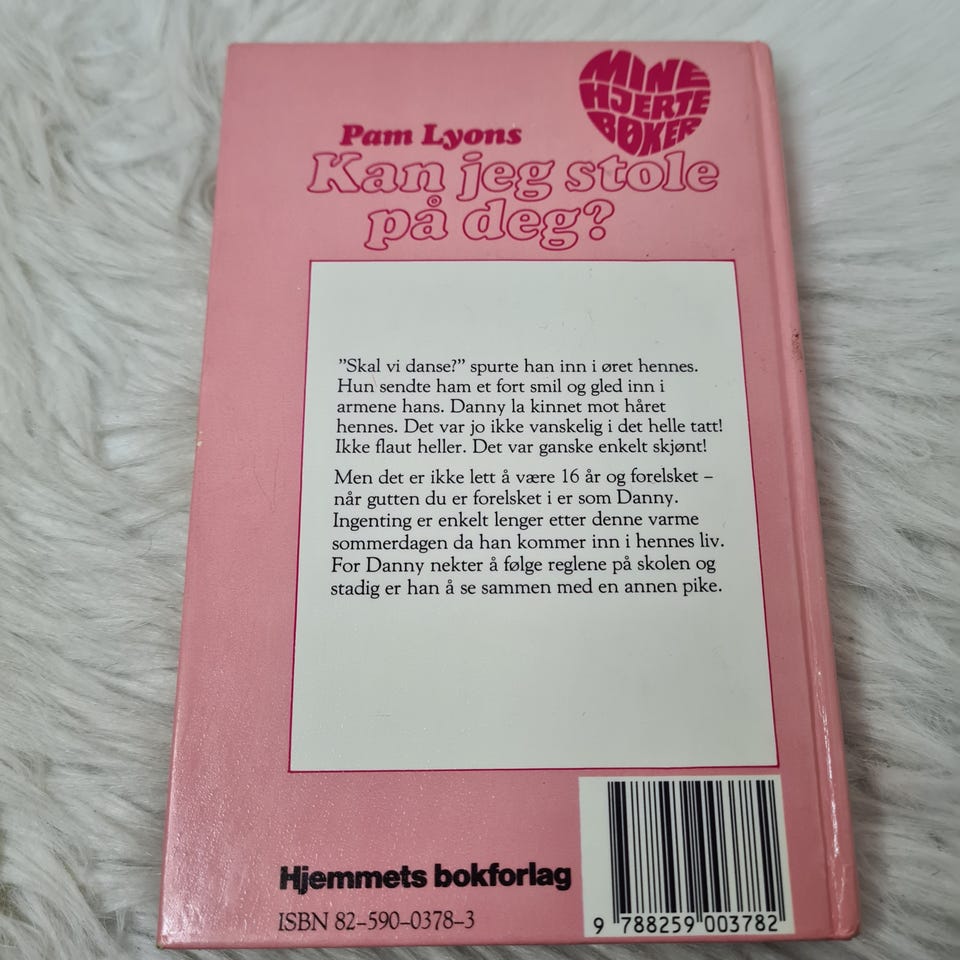 MINE
HJERTE
BØKER
Pam Lyons
Kan jeg stole
på deg?
”Skal vi danse?” spurte han inn i øret hennes.
Hun sendte ham et fort smil og gled inn i
armene hans. Danny la kinnet mot håret
hennes. Det var jo ikke vanskelig i det helle tatt!
Ikke flaut heller. Det var ganske enkelt skjønt!
Men det er ikke lett å være 16 år og forelsket –
når gutten du er forelsket i er som Danny.
Ingenting er enkelt lenger etter denne varme
sommerdagen da han kommer inn i hennes liv.
For Danny nekter å følge reglene på skolen og
stadig er han å se sammen med en annen pike.
Hjemmets bokforlag
ISBN 82–590–0378–3
9 788259 003782